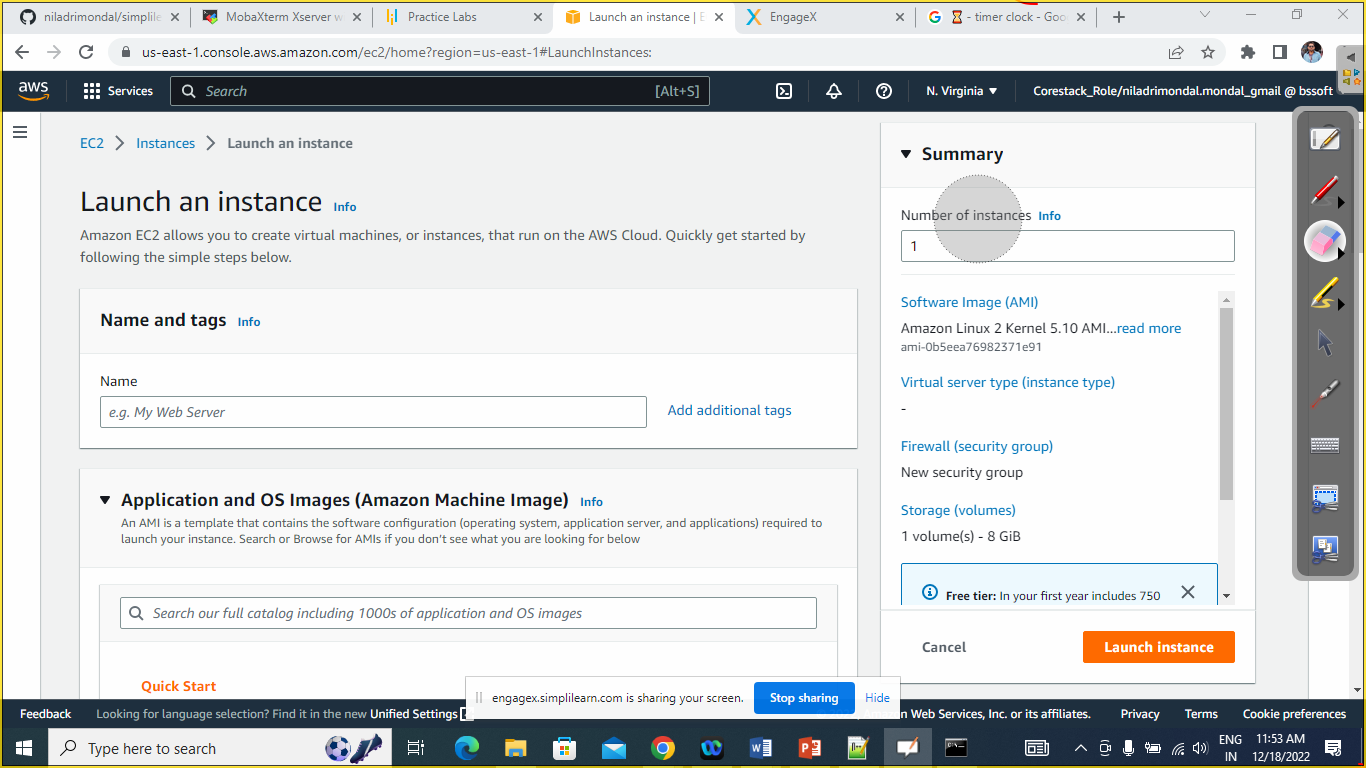 niladrimondal/simplile
MobaXterm Xserver w
Practice Labs
Launch an instance | E
EngageX
- timer clock - Goo
us-east-1.console.aws.amazon.com/ec2/home?region=us-east-1#LaunchInstances:
aws
Services
Search
[Alt+S]
N. Virginia
Corestack_Role/niladrimondal.mondal_gmail @ bssoft
EC2 > Instances > Launch an instance
Launch an instance Info
Amazon EC2 allows you to create virtual machines, or instances, that run on the AWS Cloud. Quickly get started by
following the simple steps below.
Name and tags Info
Name
e.g. My Web Server
Add additional tags
Application and OS Images (Amazon Machine Image) Info
An AMI is a template that contains the software configuration (operating system, application server, and applications) required to
launch your instance. Search or Browse for AMIs if you don't see what you are looking for below
Search our full catalog including 1000s of application and OS images
Quick Start
Summary
Number of instances Info
1
Software Image (AMI)
Amazon Linux 2 Kernel 5.10 AMI...read more
ami-0b5eea76982371e91
Virtual server type (instance type)
-
Firewall (security group)
New security group
Storage (volumes)
1 volume(s) - 8 GiB
Free tier: In your first year includes 750
Cancel
Launch instance
engagex.simplilearn.com is sharing your screen.
Stop sharing
Hide
Feedback
Looking for language selection? Find it in the new Unified Settings
Web Services, Inc. or its affiliates.
Privacy
Terms
Cookie preferences
Type here to search
ENG
IN
11:53 AM
12/18/2022